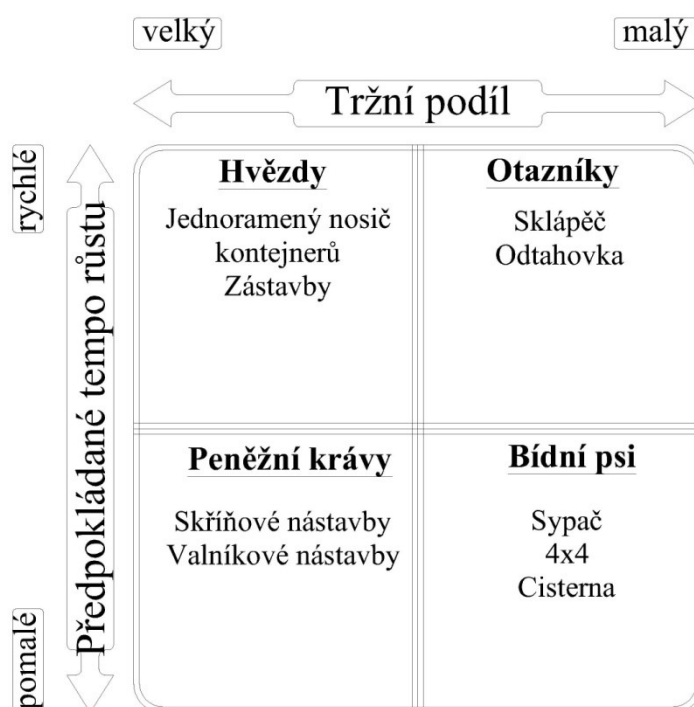 velký
malý
Tržní podíl
rychlé
Předpokládané tempo růstu
pomalé
Hvězdy
Jednoramený nosič
kontejnerů
Zástavby
Otazníky
Sklápěč
Odtahovka
Peněžní krávy
Skříňové nástavby
Valníkové nástavby
Bídní psi
Sypač
4x4
Cisterna